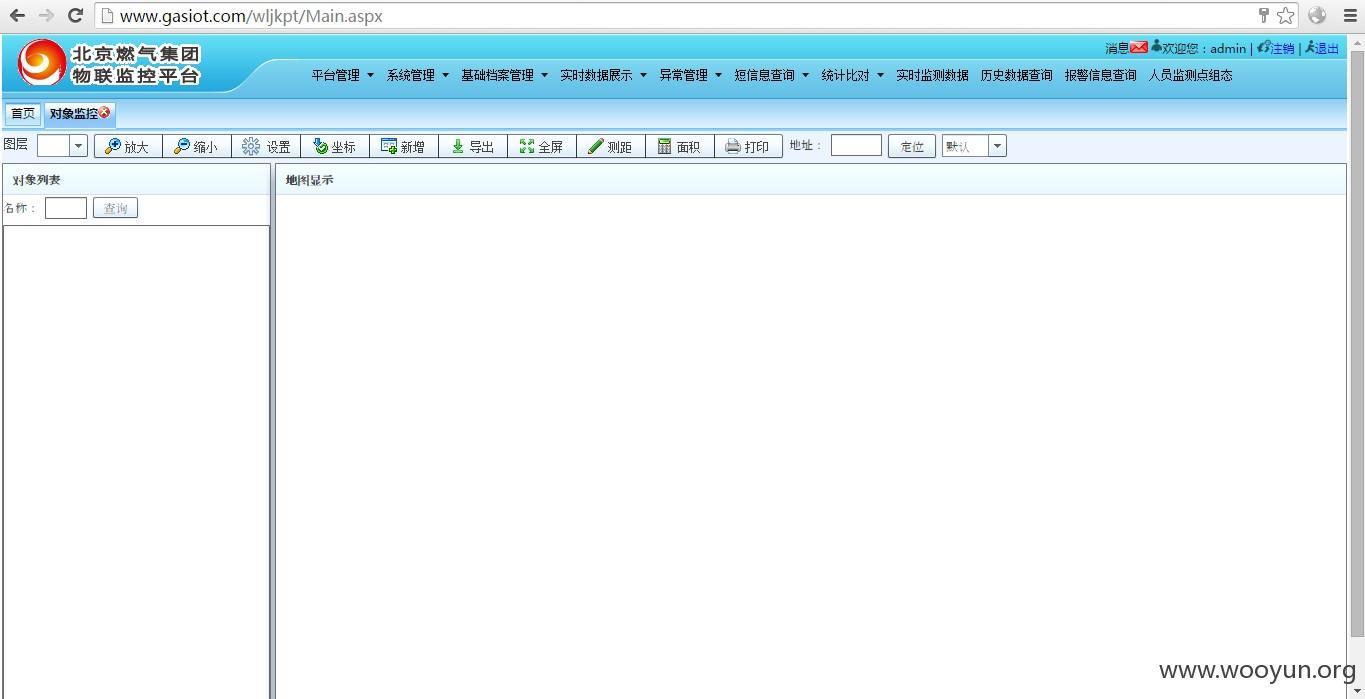 www.gasiot.com/wljkpt/Main.aspx
北京燃气集团
物联监控平台
消息 欢迎您：admin | 注销 | 退出
平台管理 系统管理 基础档案管理 实时数据展示 异常管理 短信息查询 统计比对 实时监测数据 历史数据查询 报警信息查询 人员监测点组态
首页 对象监控
图层 放大 缩小 设置 坐标 新增 导出 全屏 测距 面积 打印 地址： 定位 默认
对象列表 地图显示
名称： 查询
www.wooyun.org